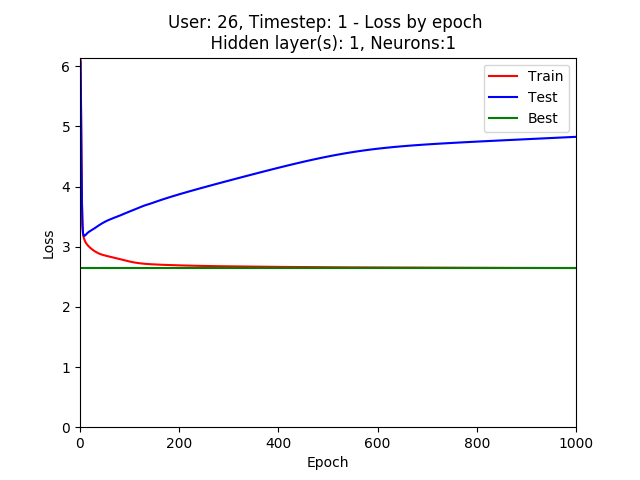 User: 26, Timestep: 1 - Loss by epoch
Hidden layer(s): 1, Neurons:1
Train
Test
Best
6
5
4
3
2
1
0
Loss
0
200
400
600
800
1000
Epoch